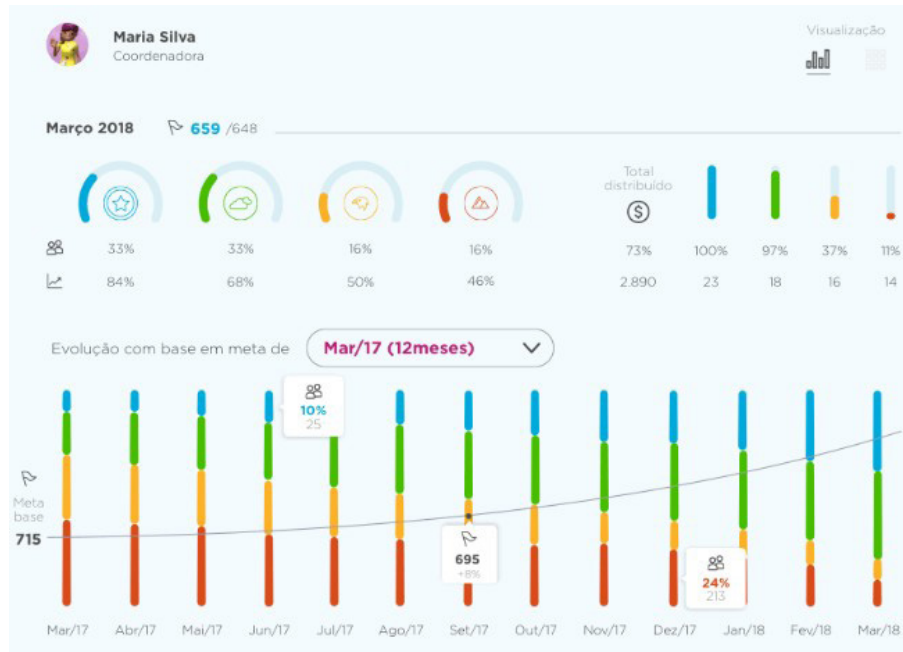 Maria Silva
Coordenadora
Visualização
Março 2018 659 /648
Total
distribuído
33% 33% 16% 16% 73% 100% 97% 37% 11%
84% 68% 50% 46% 2.890 23 18 16 14
Evolução com base em meta de Mar/17 (12meses)
10%
25
Meta
base
715
695
+8%
24%
213
Mar/17 Abr/17 Mai/17 Jun/17 Jul/17 Ago/17 Set/17 Out/17 Nov/17 Dez/17 Jan/18 Fev/18 Mar/18